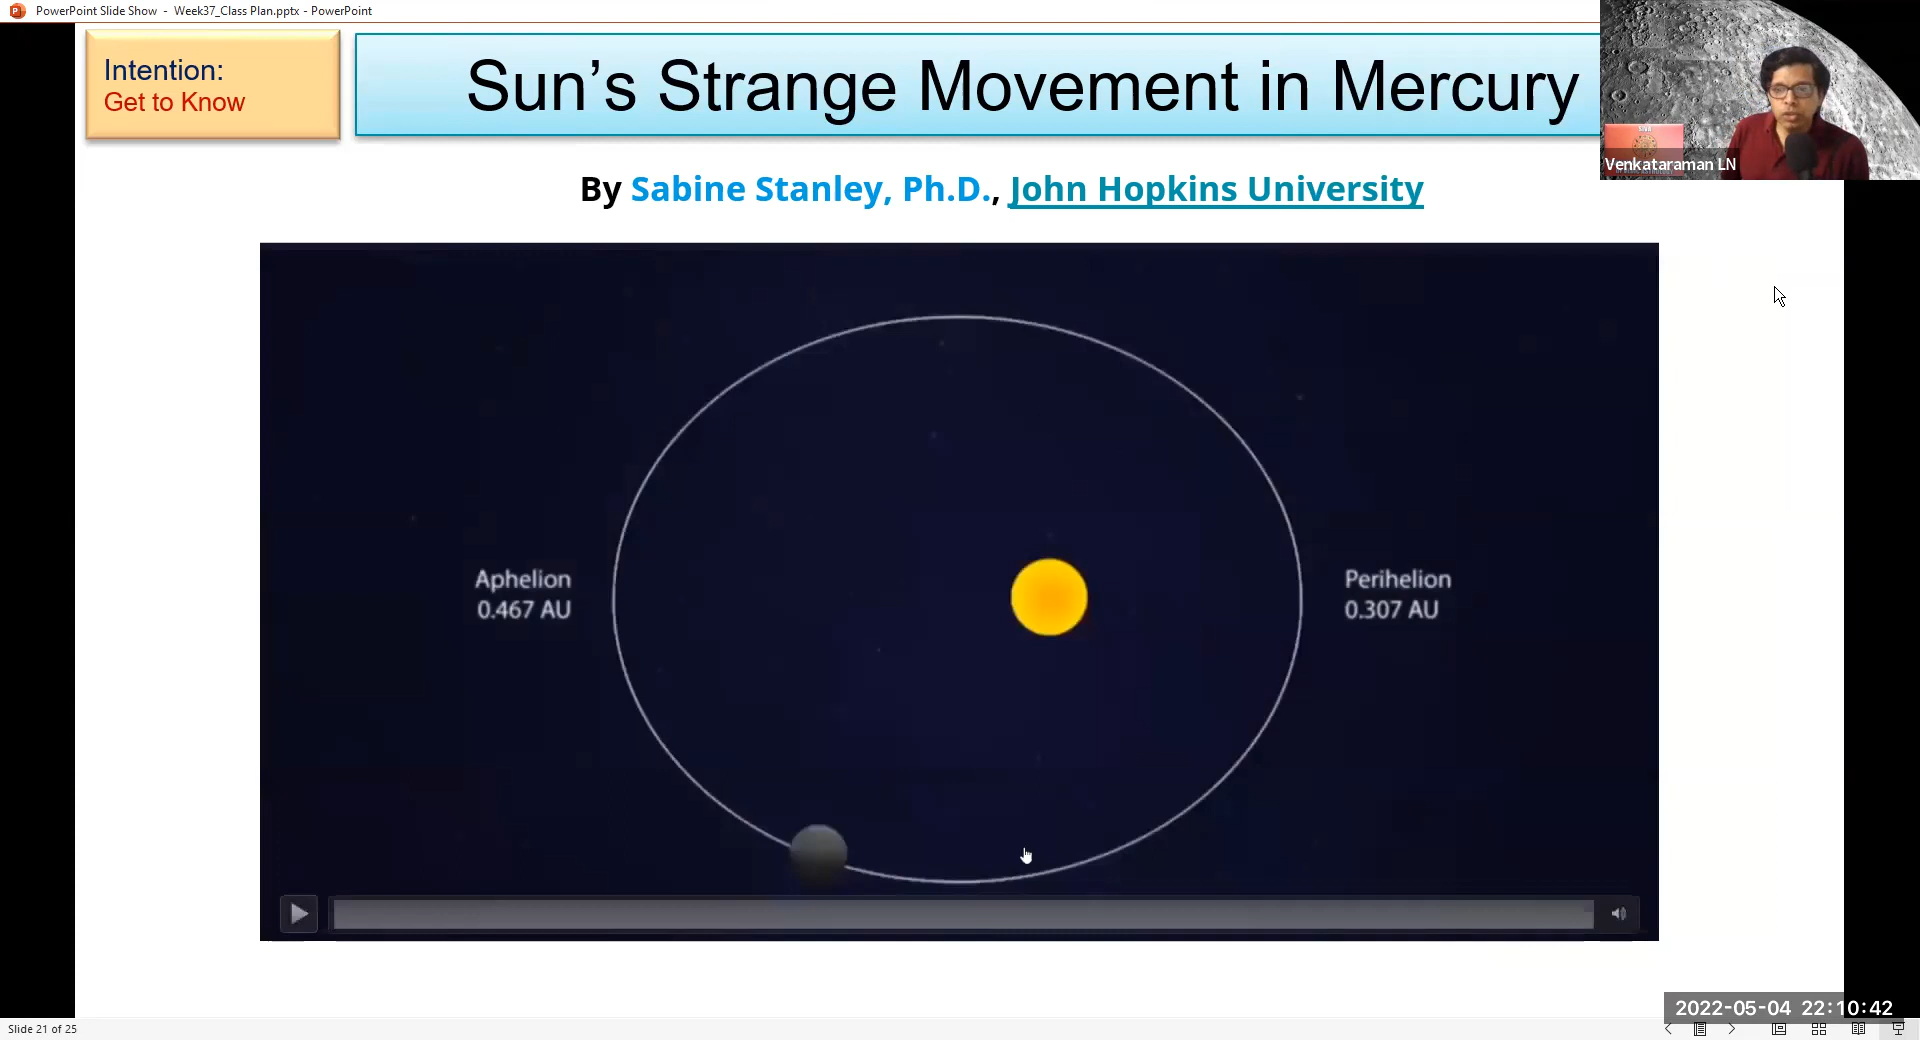 PowerPoint Slide Show - Week37_Class Plan.pptx - PowerPoint
Intention:
Get to Know
Sun’s Strange Movement in Mercury
Venkataraman LN
By Sabine Stanley, Ph.D., John Hopkins University
Aphelion
0.467 AU
Perihelion
0.307 AU
2022-05-04 22:10:42
Slide 21 of 25